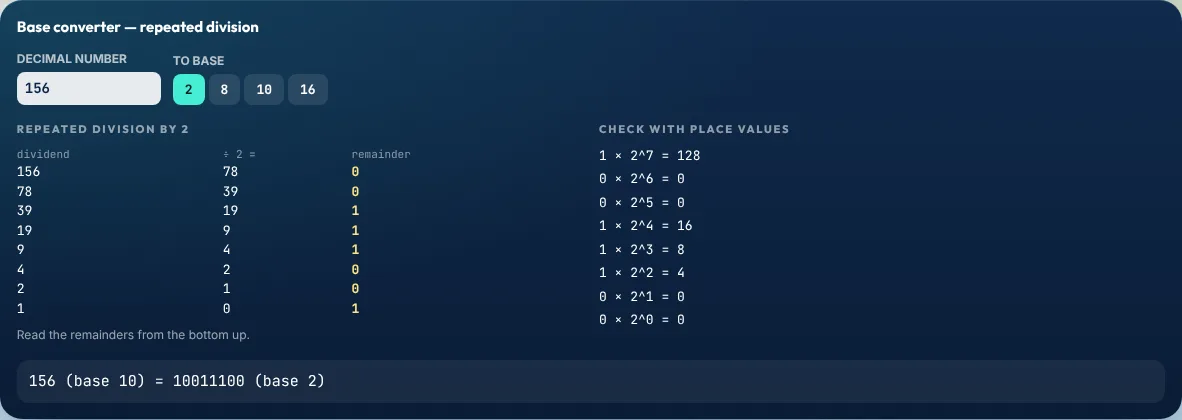 Base converter — repeated division
DECIMAL NUMBER
156
TO BASE
2 8 10 16
REPEATED DIVISION BY 2
dividend ÷ 2 = remainder
156 78 0
78 39 0
39 19 1
19 9 1
9 4 1
4 2 0
2 1 0
1 0 1
Read the remainders from the bottom up.
CHECK WITH PLACE VALUES
1 × 2^7 = 128
0 × 2^6 = 0
0 × 2^5 = 0
1 × 2^4 = 16
1 × 2^3 = 8
1 × 2^2 = 4
0 × 2^1 = 0
0 × 2^0 = 0
156 (base 10) = 10011100 (base 2)